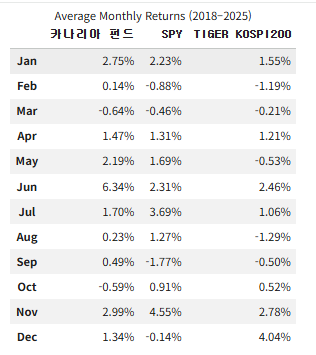 Average Monthly Returns (2018-2025)
카나리아 펀드 SPY TIGER KOSPI200
Jan 2.75% 2.23% 1.55%
Feb 0.14% -0.88% -1.19%
Mar -0.64% -0.46% -0.21%
Apr 1.47% 1.31% 1.21%
May 2.19% 1.69% -0.53%
Jun 6.34% 2.31% 2.46%
Jul 1.70% 3.69% 1.06%
Aug 0.23% 1.27% -1.29%
Sep 0.49% -1.77% -0.50%
Oct -0.59% 0.91% 0.52%
Nov 2.99% 4.55% 2.78%
Dec 1.34% -0.14% 4.04%